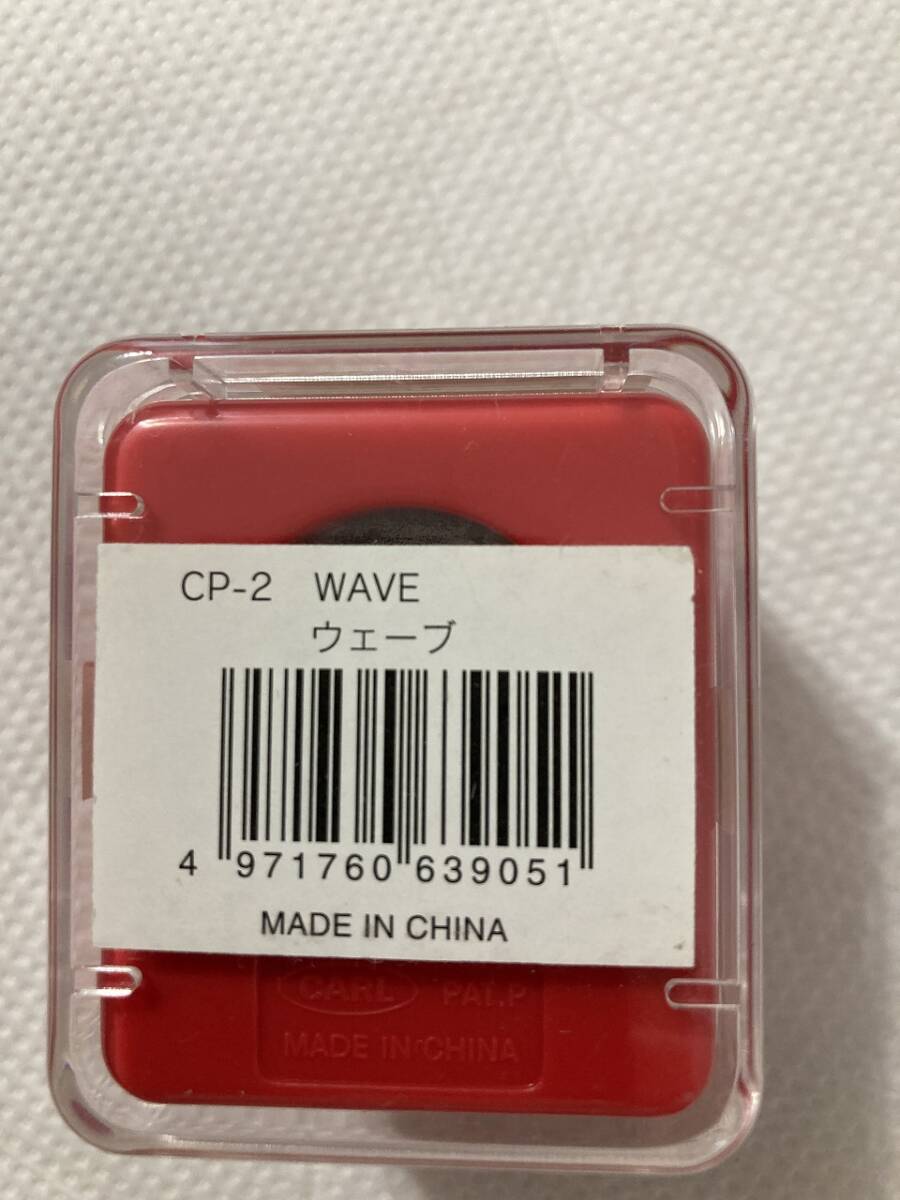 CP-2 WAVE
ウェーブ
4 971760 639051
MADE IN CHINA
CARL PAT.P
MADE IN CHINA